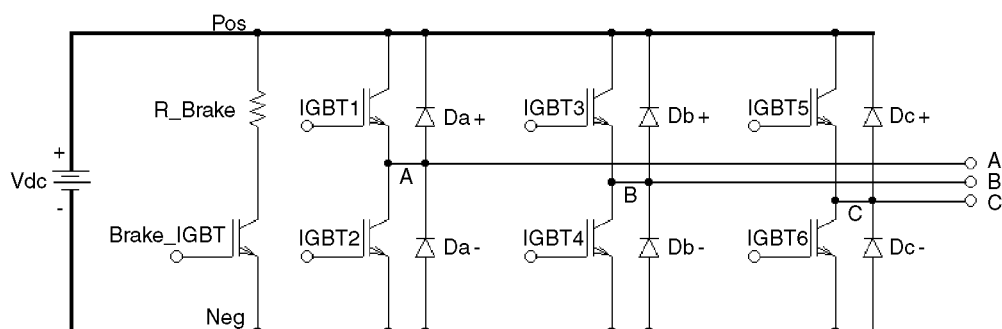 Pos
IGBT1
IGBT3
IGBT5
R_Brake
Da+
Db+
Dc+
+
Vdc
-
A
A
B
B
C
C
Brake_IGBT
IGBT2
Da-
IGBT4
Db-
IGBT6
Dc-
Neg